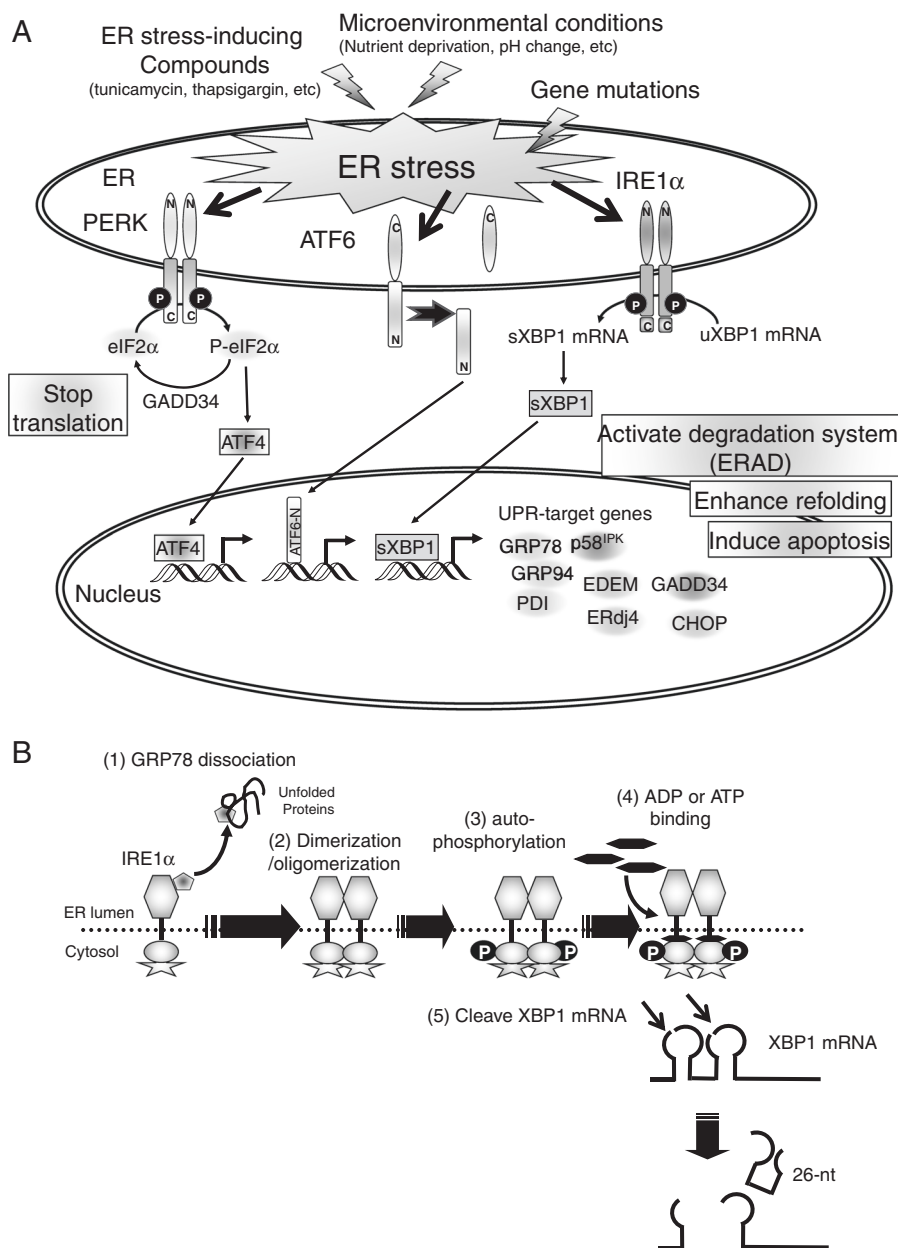 A
ER stress-inducing
Compounds
(tunicamycin, thapsigargin, etc)
Microenvironmental conditions
(Nutrient deprivation, pH change, etc)
Gene mutations
ER stress
ER
PERK
ATF6
IRE1α
N N
C
C
N N
P P
C C
N
N
P P
C C
eIF2α
P-eIF2α
GADD34
sXBP1 mRNA
uXBP1 mRNA
Stop
translation
ATF4
sXBP1
Activate degradation system
(ERAD)
Enhance refolding
Induce apoptosis
Nucleus
ATF4
ATF6-N
sXBP1
UPR-target genes
GRP78 p58IPK
GRP94
EDEM GADD34
PDI
ERdj4 CHOP
B
(1) GRP78 dissociation
Unfolded
Proteins
IRE1α
(2) Dimerization
/oligomerization
(3) auto-
phosphorylation
(4) ADP or ATP
binding
ER lumen
Cytosol
P P
P P
(5) Cleave XBP1 mRNA
XBP1 mRNA
26-nt